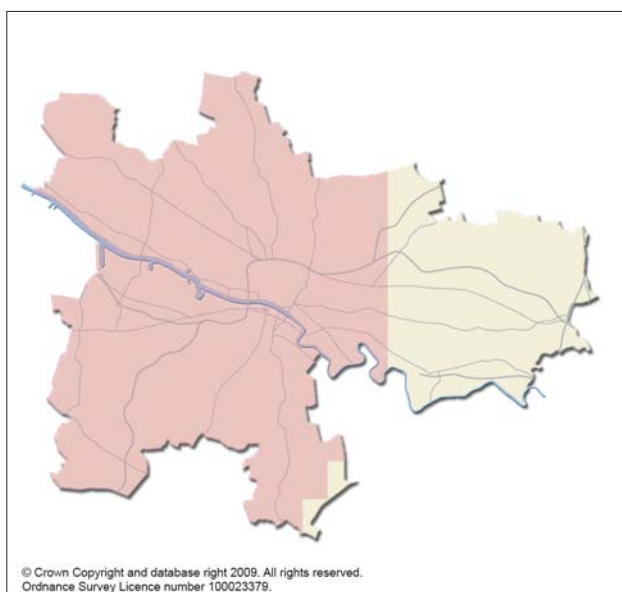 © Crown Copyright and database right 2009. All rights reserved.
Ordnance Survey Licence number 100023379.